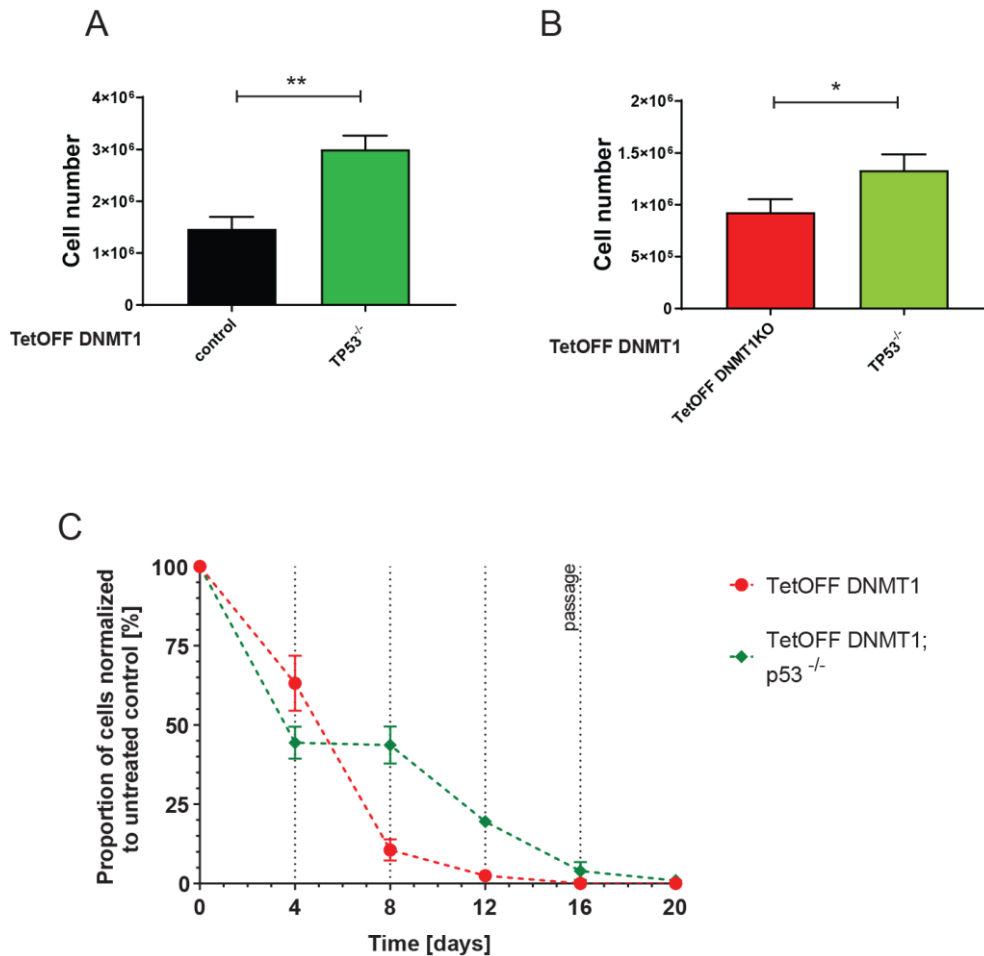 A
**
4×10⁶
3×10⁶
2×10⁶
1×10⁶
0
Cell number
TetOFF DNMT1
control
TP53⁻/⁻
B
*
2×10⁶
1.5×10⁶
1×10⁶
5×10⁵
0
Cell number
TetOFF DNMT1
TetOFF DNMT1KO
TP53⁻/⁻
C
Proportion of cells normalized
to untreated control [%]
100
75
50
25
0
passage
0 4 8 12 16 20
Time [days]
TetOFF DNMT1
TetOFF DNMT1;
p53 ⁻/⁻